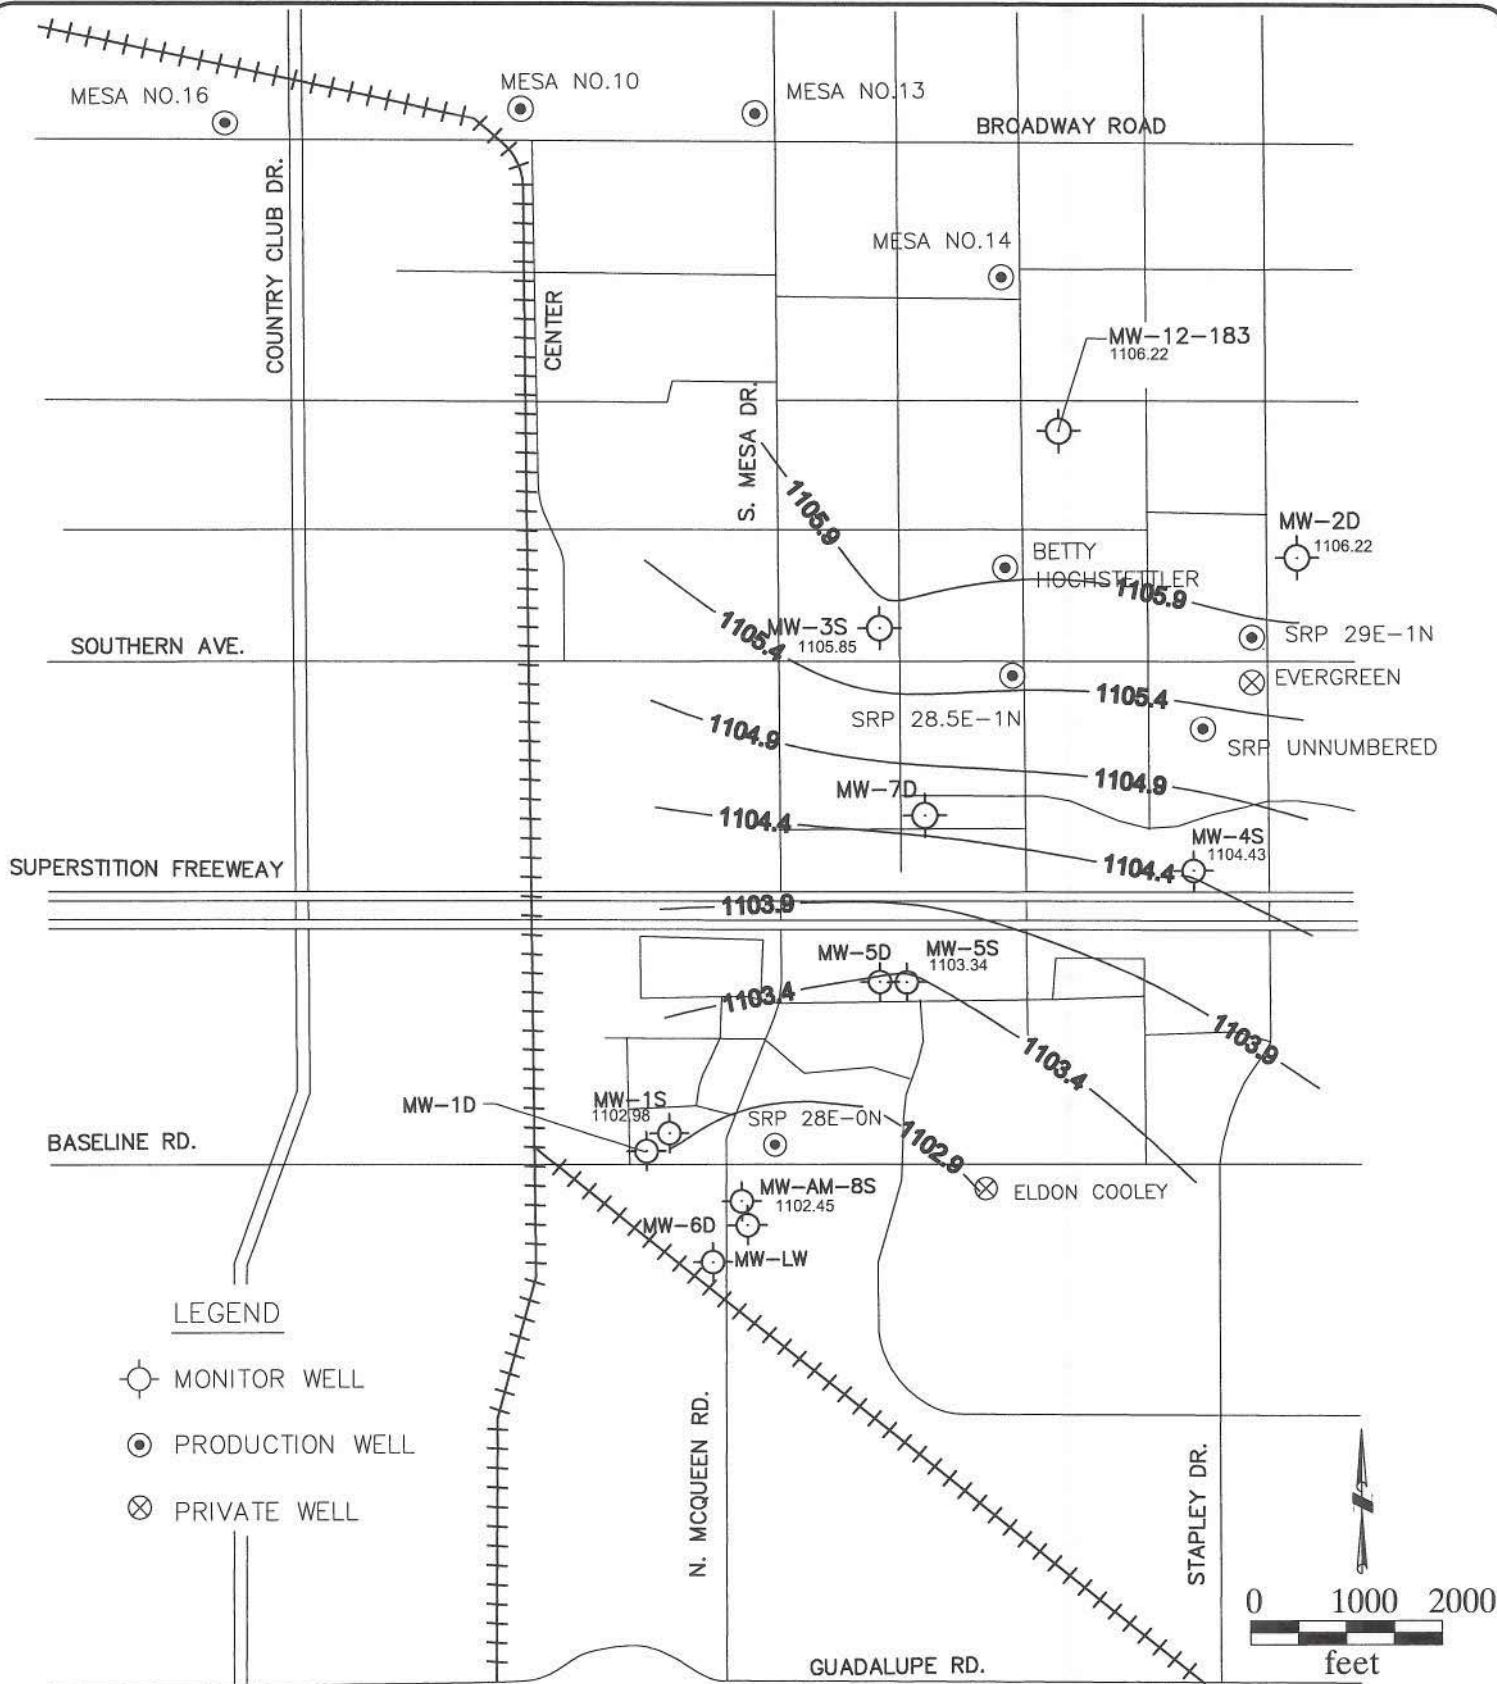 MESA NO.16
MESA NO.10
MESA NO.13
BROADWAY ROAD
COUNTRY CLUB DR.
MESA NO.14
CENTER
MW-12-183
1106.22
S. MESA DR.
1105.9
MW-2D
1106.22
BETTY
HOCHSTETTLER
1105.9
SOUTHERN AVE.
1105.4
MW-3S
1105.85
SRP 29E-1N
EVERGREEN
1105.4
SRP 28.5E-1N
1104.9
SRP UNNUMBERED
1104.9
MW-7D
1104.4
MW-4S
1104.43
SUPERSTITION FREEWEAY
1104.4
1103.9
MW-5D
MW-5S
1103.34
1103.4
1103.9
1103.4
MW-1D
MW-1S
1102.98
SRP 28E-0N
BASELINE RD.
1102.9
MW-AM-8S
1102.45
ELDON COOLEY
MW-6D
MW-LW
LEGEND
MONITOR WELL
PRODUCTION WELL
PRIVATE WELL
N. MCQUEEN RD.
STAPLEY DR.
0 1000 2000
feet
GUADALUPE RD.